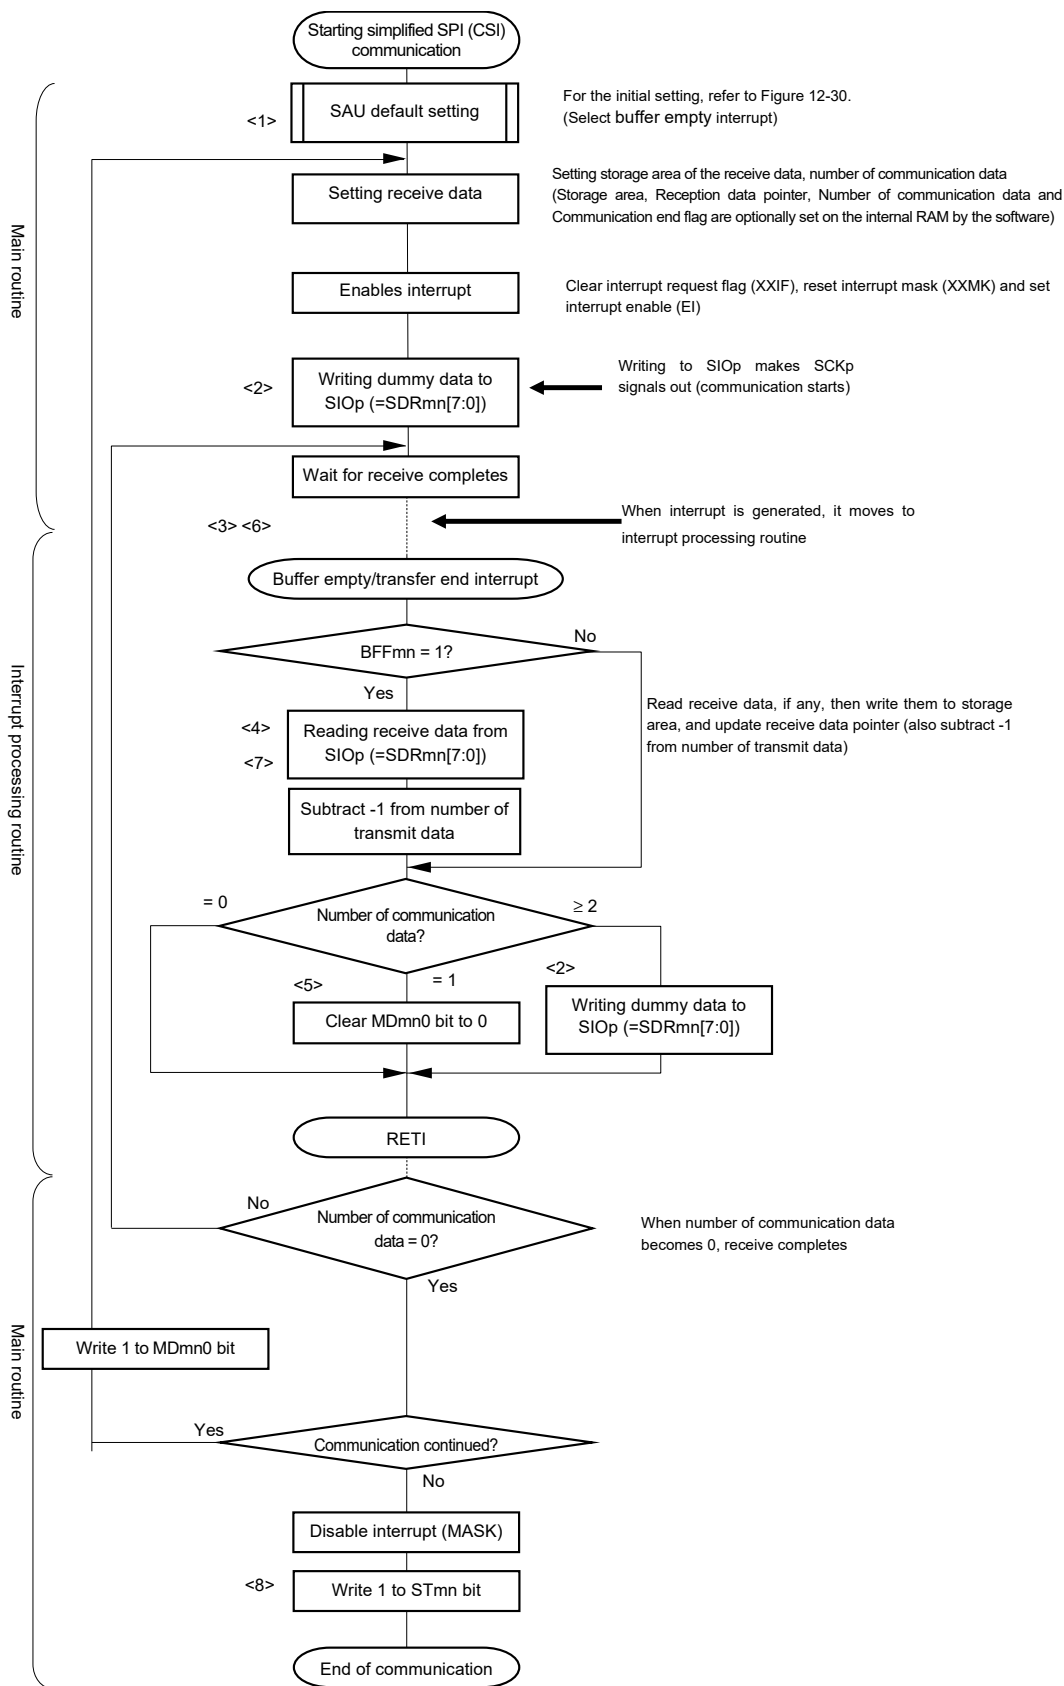 Starting simplified SPI (CSI)
communication
SAU default setting
<1>
For the initial setting, refer to Figure 12-30.
(Select buffer empty interrupt)
Setting receive data
Setting storage area of the receive data, number of communication data
(Storage area, Reception data pointer, Number of communication data and
Communication end flag are optionally set on the internal RAM by the software)
Main routine
Enables interrupt
Clear interrupt request flag (XXIF), reset interrupt mask (XXMK) and set
interrupt enable (EI)
<2>
Writing dummy data to
SIOp (=SDRmn[7:0])
Writing to SIOp makes SCKp
signals out (communication starts)
Wait for receive completes
<3> <6>
When interrupt is generated, it moves to
interrupt processing routine
Buffer empty/transfer end interrupt
BFFmn = 1?
No
Yes
Interrupt processing routine
<4>
<7>
Reading receive data from
SIOp (=SDRmn[7:0])
Read receive data, if any, then write them to storage
area, and update receive data pointer (also subtract -1
from number of transmit data)
Subtract -1 from number of
transmit data
= 0
Number of communication
data?
≥ 2
= 1
<5>
<2>
Clear MDmn0 bit to 0
Writing dummy data to
SIOp (=SDRmn[7:0])
RETI
No
Number of communication
data = 0?
Yes
When number of communication data
becomes 0, receive completes
Main routine
Write 1 to MDmn0 bit
Yes
Communication continued?
No
Disable interrupt (MASK)
<8>
Write 1 to STmn bit
End of communication